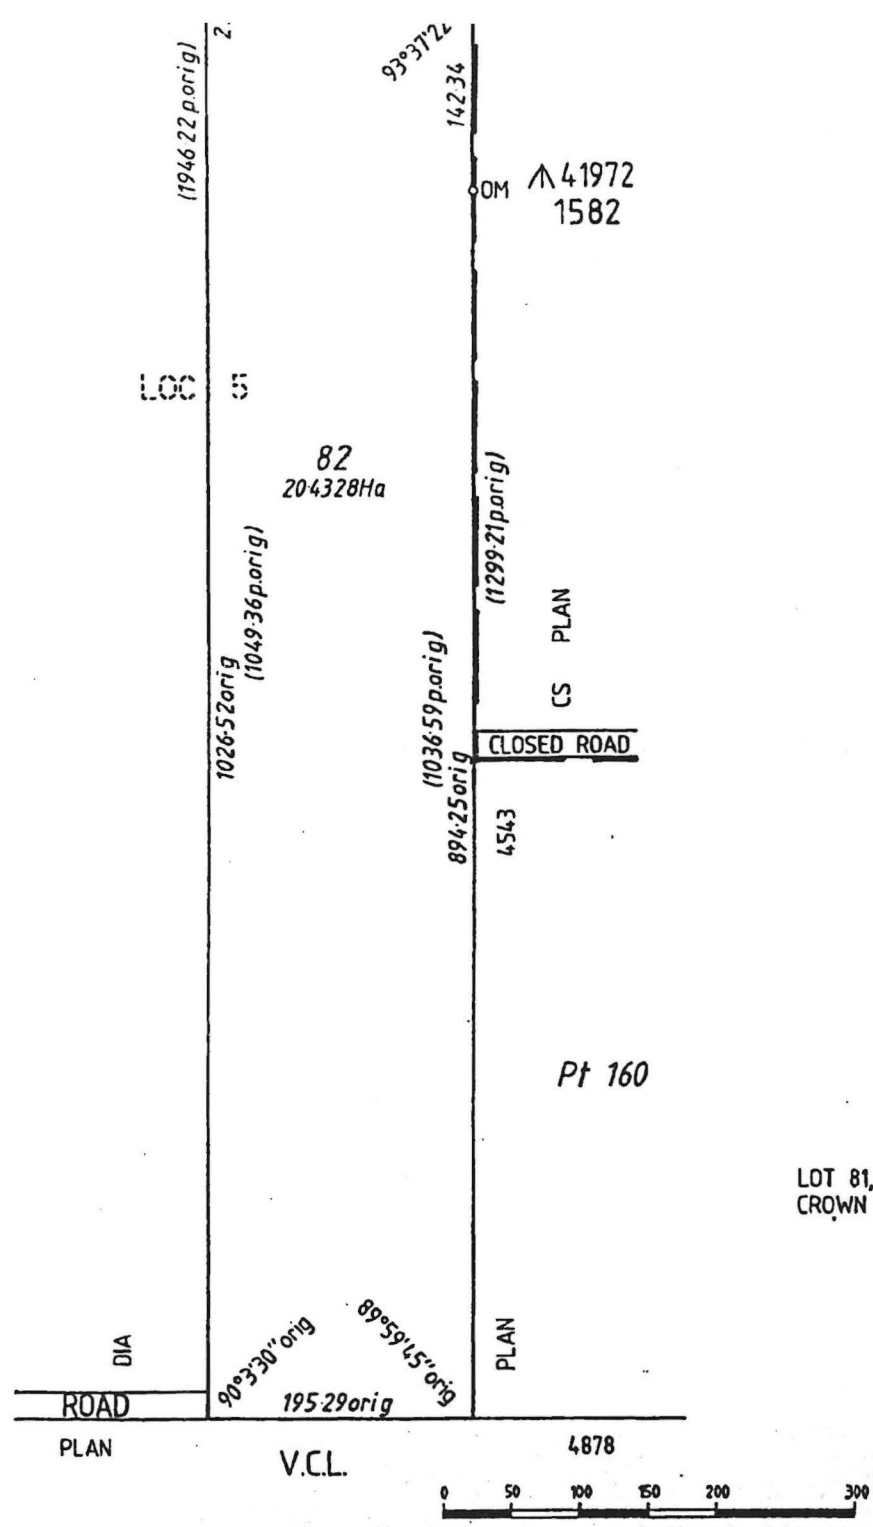 2.
(1946·22 p.orig)
93°37'22
142·34
OM
41972
1582
LOC 5
82
20·4328Ha
(1299·21p.orig)
(1049·36p.orig)
1026·52orig
(1036·59p.orig)
894·25orig
CS PLAN
CLOSED ROAD
4543
Pt 160
LOT 81,
CROWN
DIA
90°3'30"orig
89°59'45"orig
PLAN
ROAD
195·29orig
PLAN
4878
V.C.L.
0 50 100 150 200 300